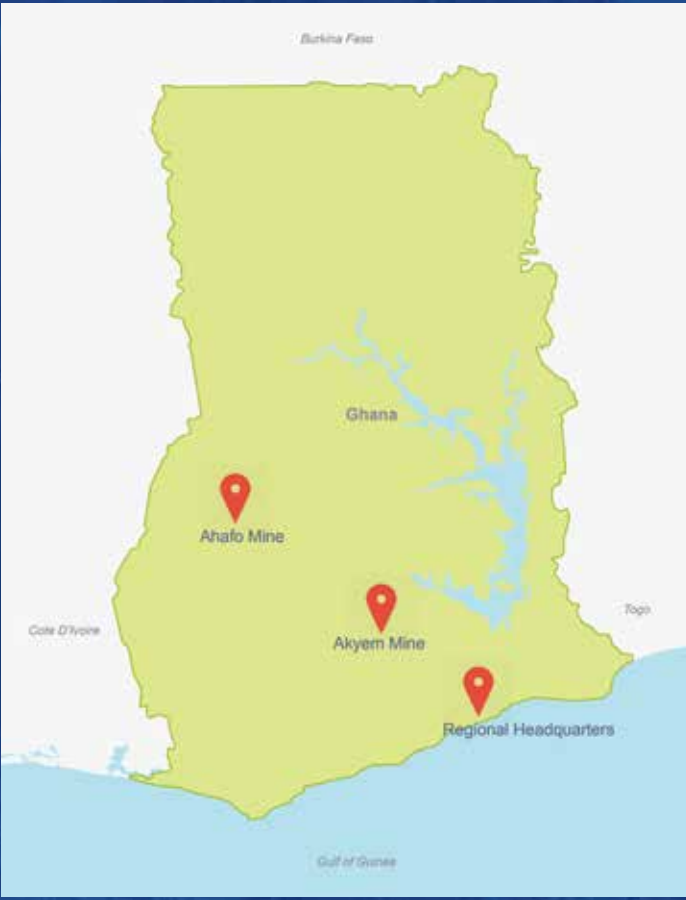 Burkina Faso
Ghana
Ahafo Mine
Akyem Mine
Togo
Cote D'Ivoire
Regional Headquarters
Gulf of Guinea